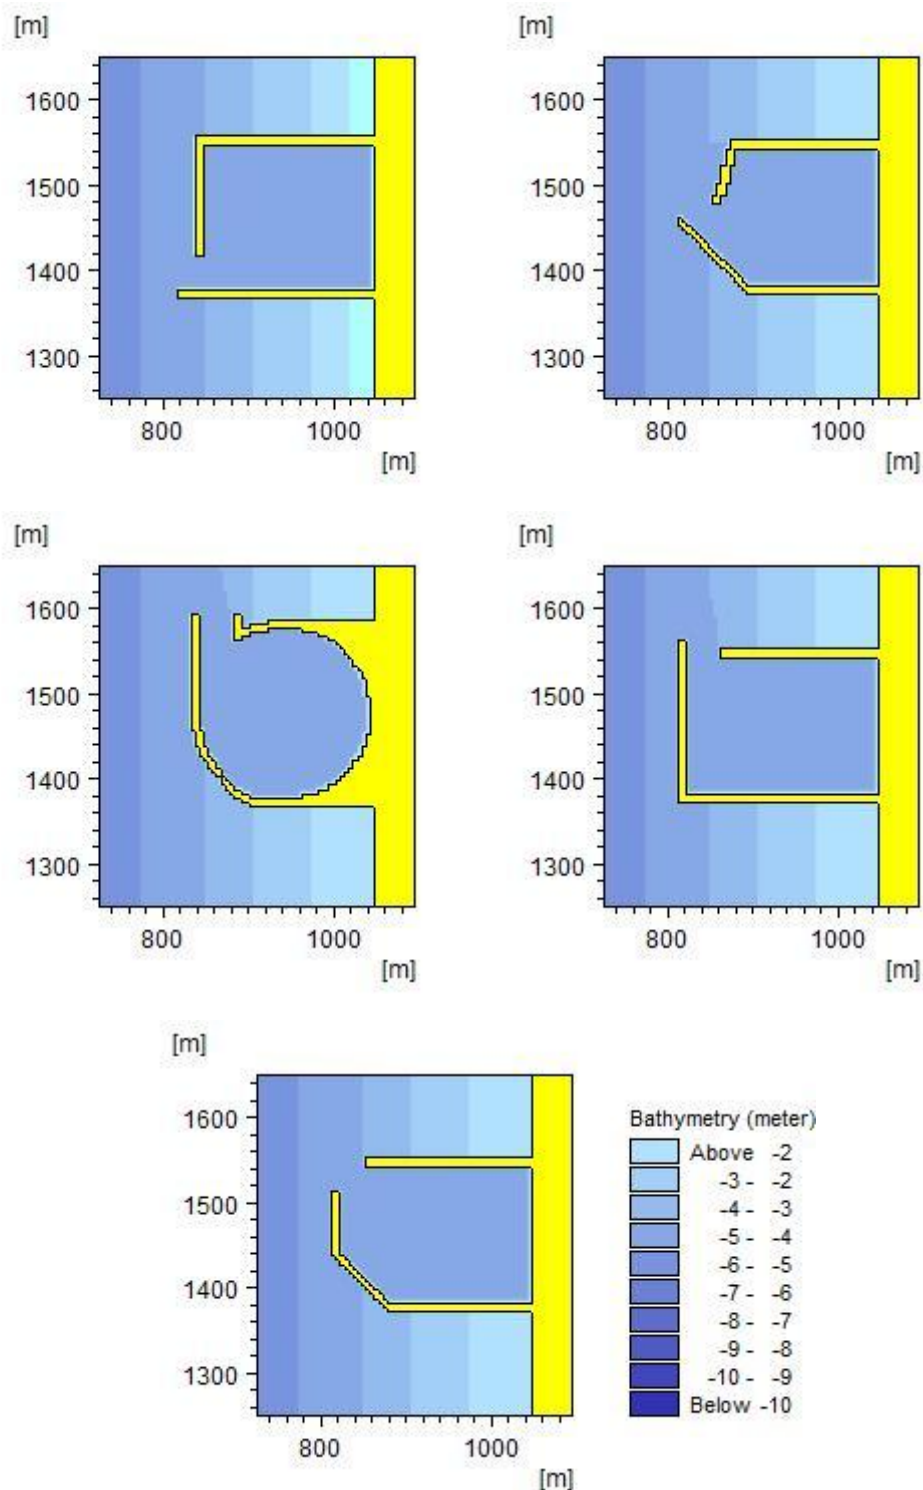 [m]
[m]
1600
1600
1500
1500
1400
1400
1300
1300
800 1000
800 1000
[m]
[m]
[m]
[m]
1600
1600
1500
1500
1400
1400
1300
1300
800 1000
800 1000
[m]
[m]
[m]
1600
1500
1400
1300
800 1000
[m]
Bathymetry (meter)
Above -2
-3 - -2
-4 - -3
-5 - -4
-6 - -5
-7 - -6
-8 - -7
-9 - -8
-10 - -9
Below -10